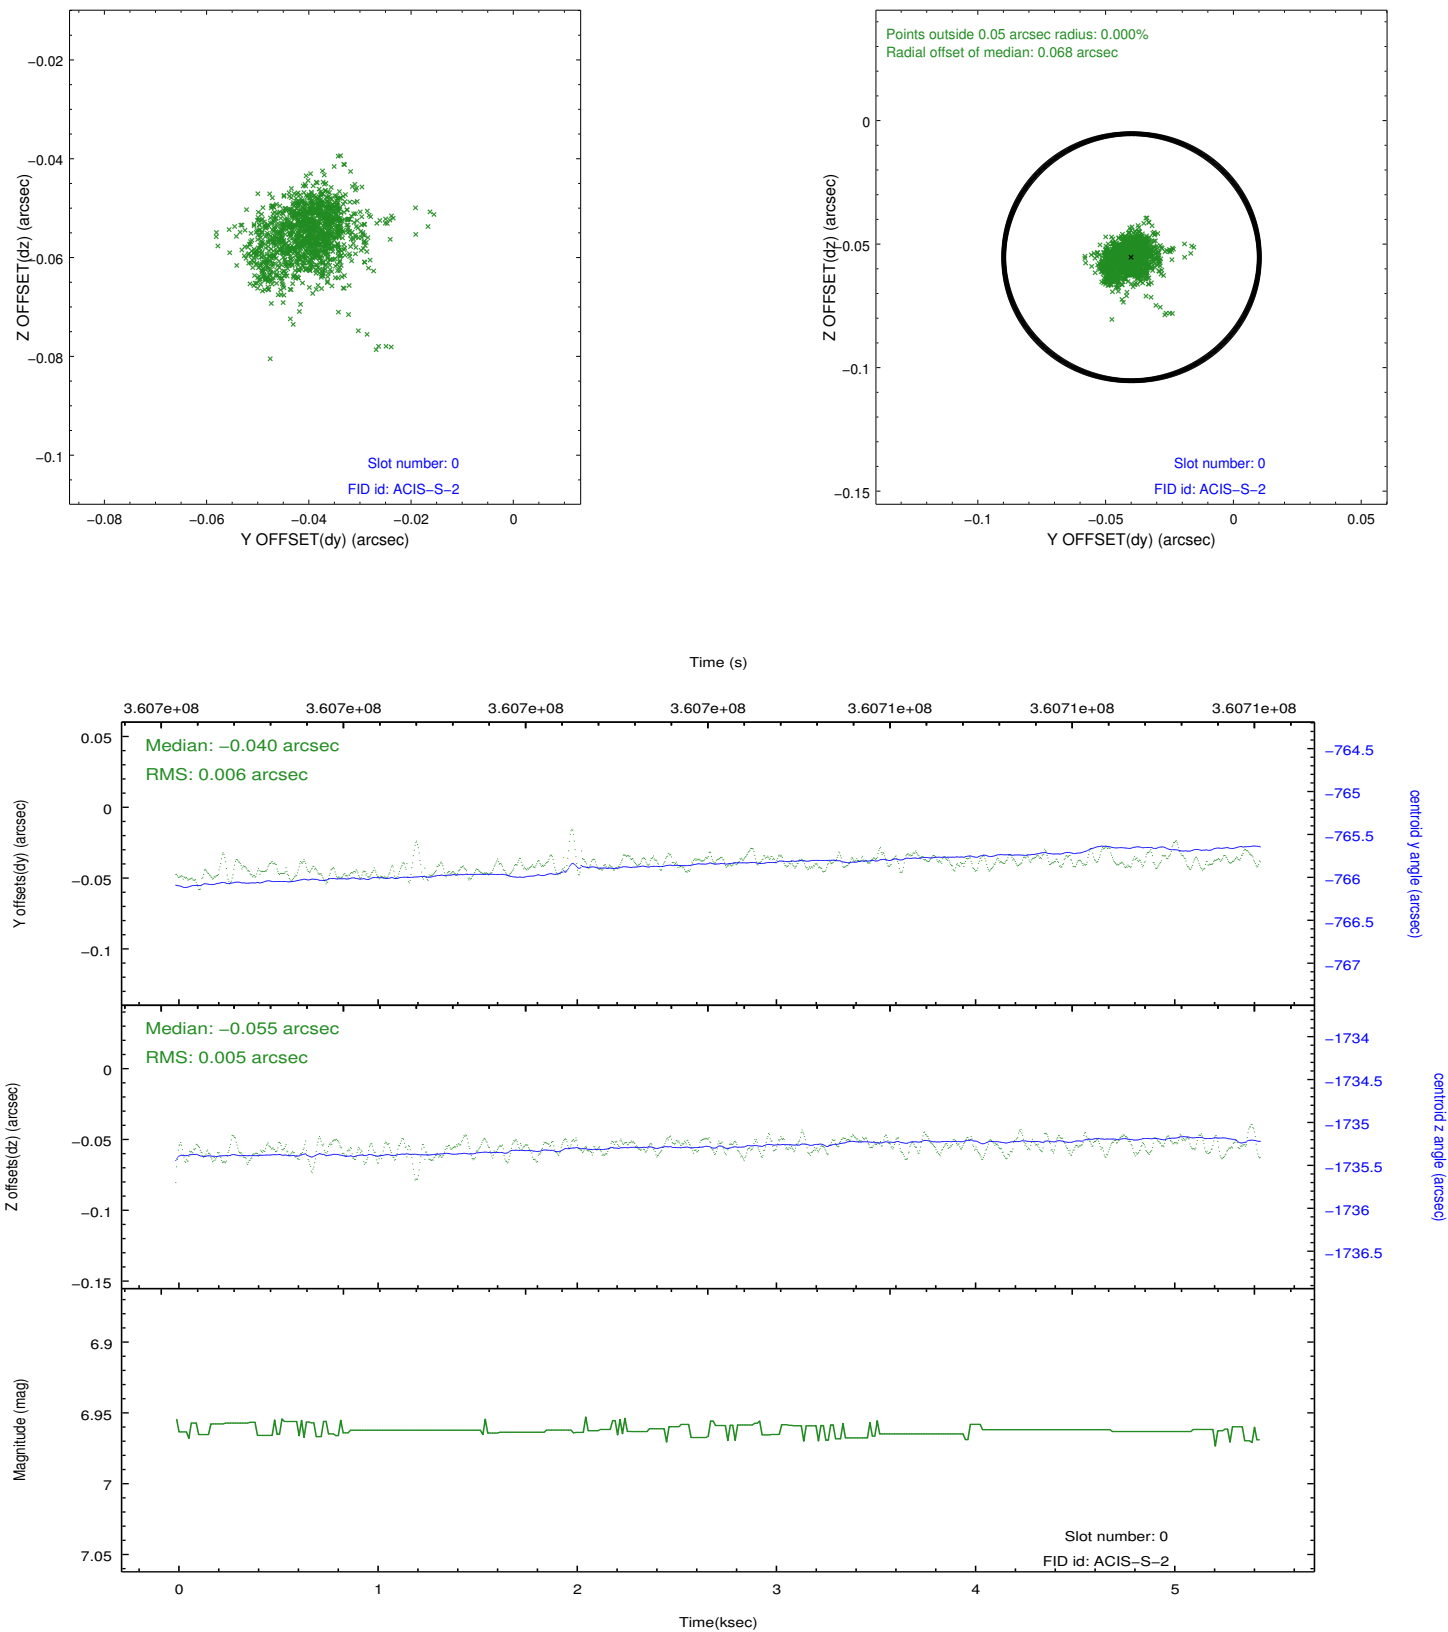 −0.02
−0.04
−0.06
−0.08
−0.1
Z OFFSET(dz) (arcsec)
Slot number: 0
FID id: ACIS−S−2
−0.08
−0.06
−0.04
−0.02
0
Y OFFSET(dy) (arcsec)
Points outside 0.05 arcsec radius: 0.000%
Radial offset of median: 0.068 arcsec
0
−0.05
−0.1
−0.15
Z OFFSET(dz) (arcsec)
Slot number: 0
FID id: ACIS−S−2
−0.1
−0.05
0
0.05
Y OFFSET(dy) (arcsec)
Time (s)
3.607e+08
3.607e+08
3.607e+08
3.607e+08
3.6071e+08
3.6071e+08
3.6071e+08
Median: −0.040 arcsec
RMS: 0.006 arcsec
0.05
0
−0.05
−0.1
Y offsets(dy) (arcsec)
−764.5
−765
−765.5
−766
−766.5
−767
centroid y angle (arcsec)
Median: −0.055 arcsec
RMS: 0.005 arcsec
0
−0.05
−0.1
−0.15
Z offsets(dz) (arcsec)
−1734
−1734.5
−1735
−1735.5
−1736
−1736.5
centroid z angle (arcsec)
6.9
6.95
7
7.05
Magnitude (mag)
Slot number: 0
FID id: ACIS−S−2
0
1
2
3
4
5
Time(ksec)